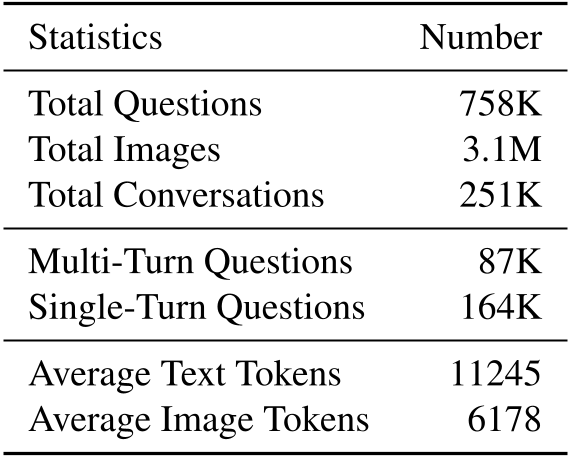 Statistics Number
Total Questions 758K
Total Images 3.1M
Total Conversations 251K
Multi-Turn Questions 87K
Single-Turn Questions 164K
Average Text Tokens 11245
Average Image Tokens 6178